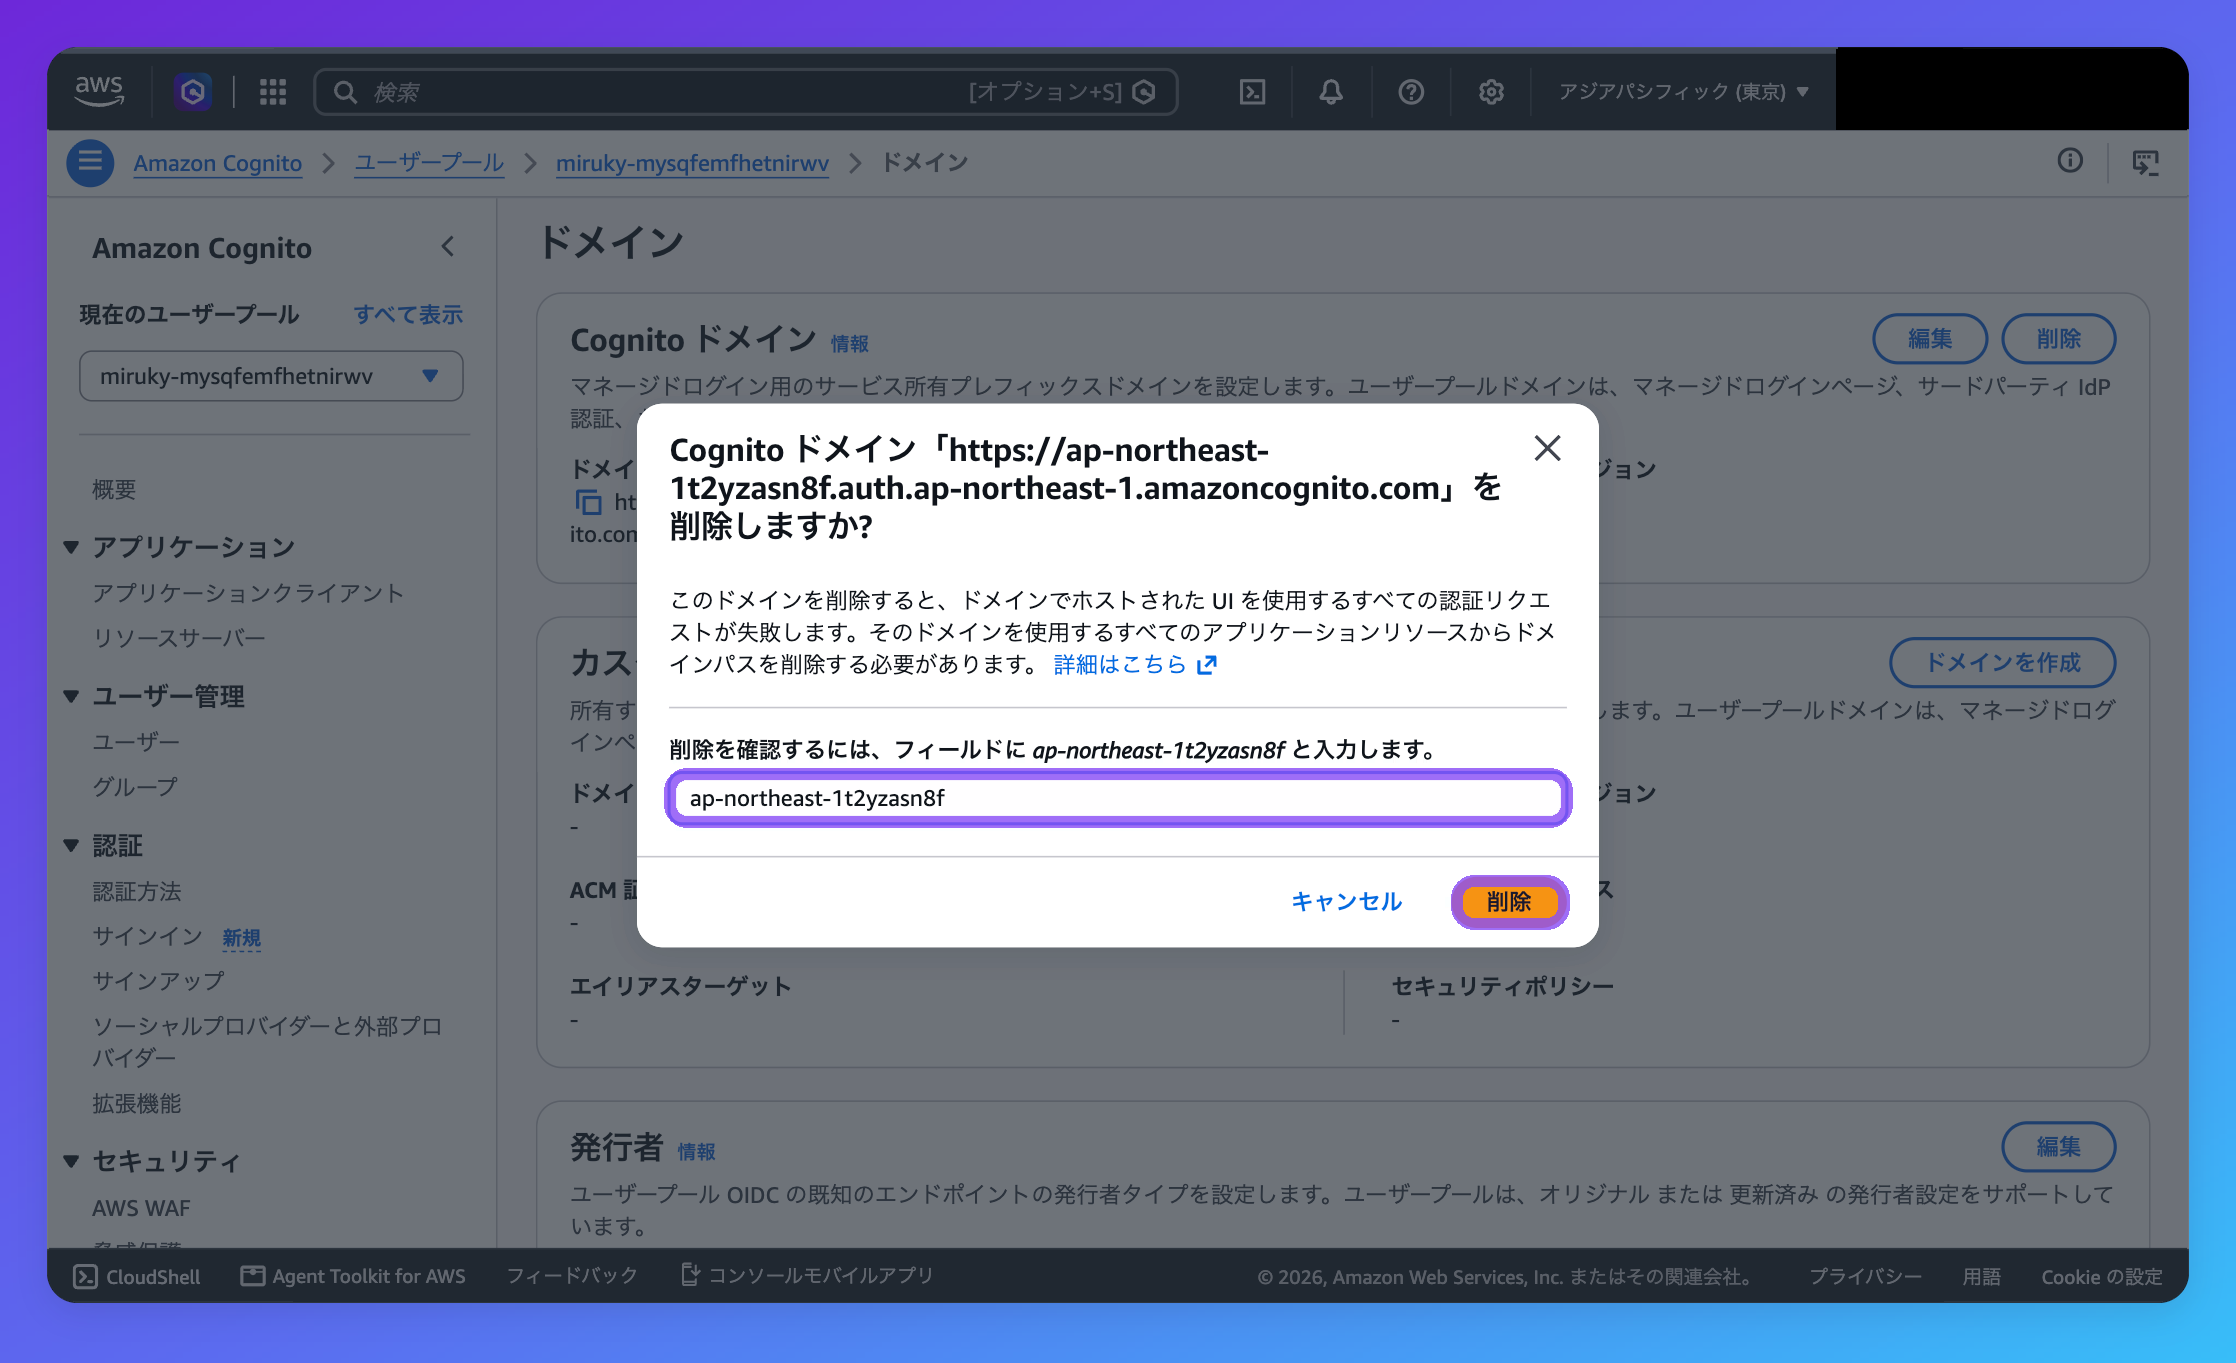 aws
検索
[オプション+S]
アジアパシフィック (東京) ▼
Amazon Cognito > ユーザープール > miruky-mysqfemfhetnirwv > ドメイン
Amazon Cognito
現在のユーザープール
すべて表示
miruky-mysqfemfhetnirwv
概要
アプリケーション
アプリケーションクライアント
リソースサーバー
ユーザー管理
ユーザー
グループ
認証
認証方法
サインイン 新規
サインアップ
ソーシャルプロバイダーと外部プロ
バイダー
拡張機能
セキュリティ
AWS WAF
ドメイン
Cognito ドメイン 情報
編集
削除
マネージドログイン用のサービス所有プレフィックスドメインを設定します。ユーザープールドメインは、マネージドログインページ、サードパーティ IdP
認証、
ドメイ
ジョン
ht
ito.con
Cognito ドメイン「https://ap-northeast-
1t2yzasn8f.auth.ap-northeast-1.amazoncognito.com」を
削除しますか?
このドメインを削除すると、ドメインでホストされた UI を使用するすべての認証リクエ
ストが失敗します。そのドメインを使用するすべてのアプリケーションリソースからドメ
インパスを削除する必要があります。 詳細はこちら
削除を確認するには、フィールドに ap-northeast-1t2yzasn8f と入力します。
ap-northeast-1t2yzasn8f
キャンセル
削除
カス
ドメインを作成
所有す
します。ユーザープールドメインは、マネージドログ
インペ
ドメイ
ジョン
-
ACM 証
ス
-
エイリアスターゲット
-
セキュリティポリシー
-
発行者 情報
編集
ユーザープール OIDC の既知のエンドポイントの発行者タイプを設定します。ユーザープールは、オリジナル または 更新済み の発行者設定をサポートして
います。
CloudShell
Agent Toolkit for AWS
フィードバック
コンソールモバイルアプリ
© 2026, Amazon Web Services, Inc. またはその関連会社。
プライバシー
用語
Cookie の設定